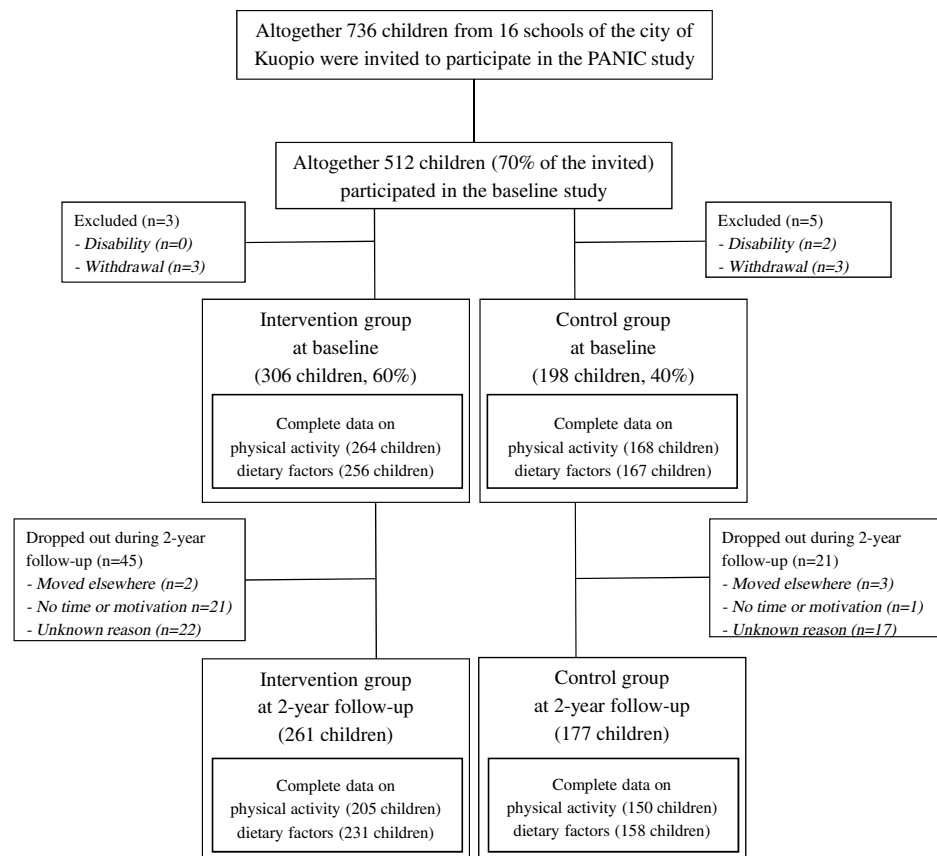 Altogether 736 children from 16 schools of the city of
Kuopio were invited to participate in the PANIC study
Altogether 512 children (70% of the invited)
participated in the baseline study
Excluded (n=3)
- Disability (n=0)
- Withdrawal (n=3)
Excluded (n=5)
- Disability (n=2)
- Withdrawal (n=3)
Intervention group
at baseline
(306 children, 60%)
Complete data on
physical activity (264 children)
dietary factors (256 children)
Control group
at baseline
(198 children, 40%)
Complete data on
physical activity (168 children)
dietary factors (167 children)
Dropped out during 2-year
follow-up (n=45)
- Moved elsewhere (n=2)
- No time or motivation n=21)
- Unknown reason (n=22)
Dropped out during 2-year
follow-up (n=21)
- Moved elsewhere (n=3)
- No time or motivation (n=1)
- Unknown reason (n=17)
Intervention group
at 2-year follow-up
(261 children)
Complete data on
physical activity (205 children)
dietary factors (231 children)
Control group
at 2-year follow-up
(177 children)
Complete data on
physical activity (150 children)
dietary factors (158 children)